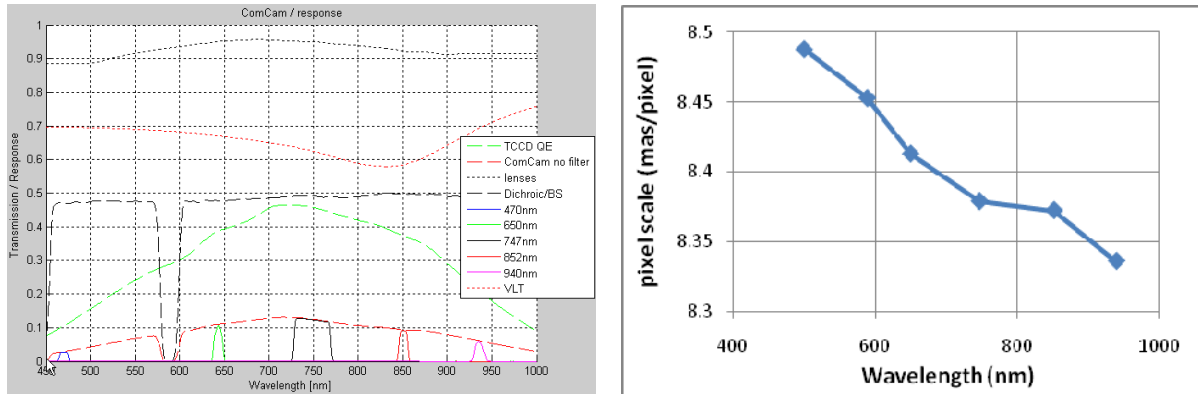 ComCam / response
Transmission / Response
1
0.9
0.8
0.7
0.6
0.5
0.4
0.3
0.2
0.1
0
450 500 550 600 650 700 750 800 850 900 950 1000
Wavelength [nm]
TCCD QE
ComCam no filter
lenses
Dichroic/BS
470nm
650nm
747nm
852nm
940nm
VLT
pixel scale (mas/pixel)
8.5
8.45
8.4
8.35
8.3
400 600 800 1000
Wavelength (nm)